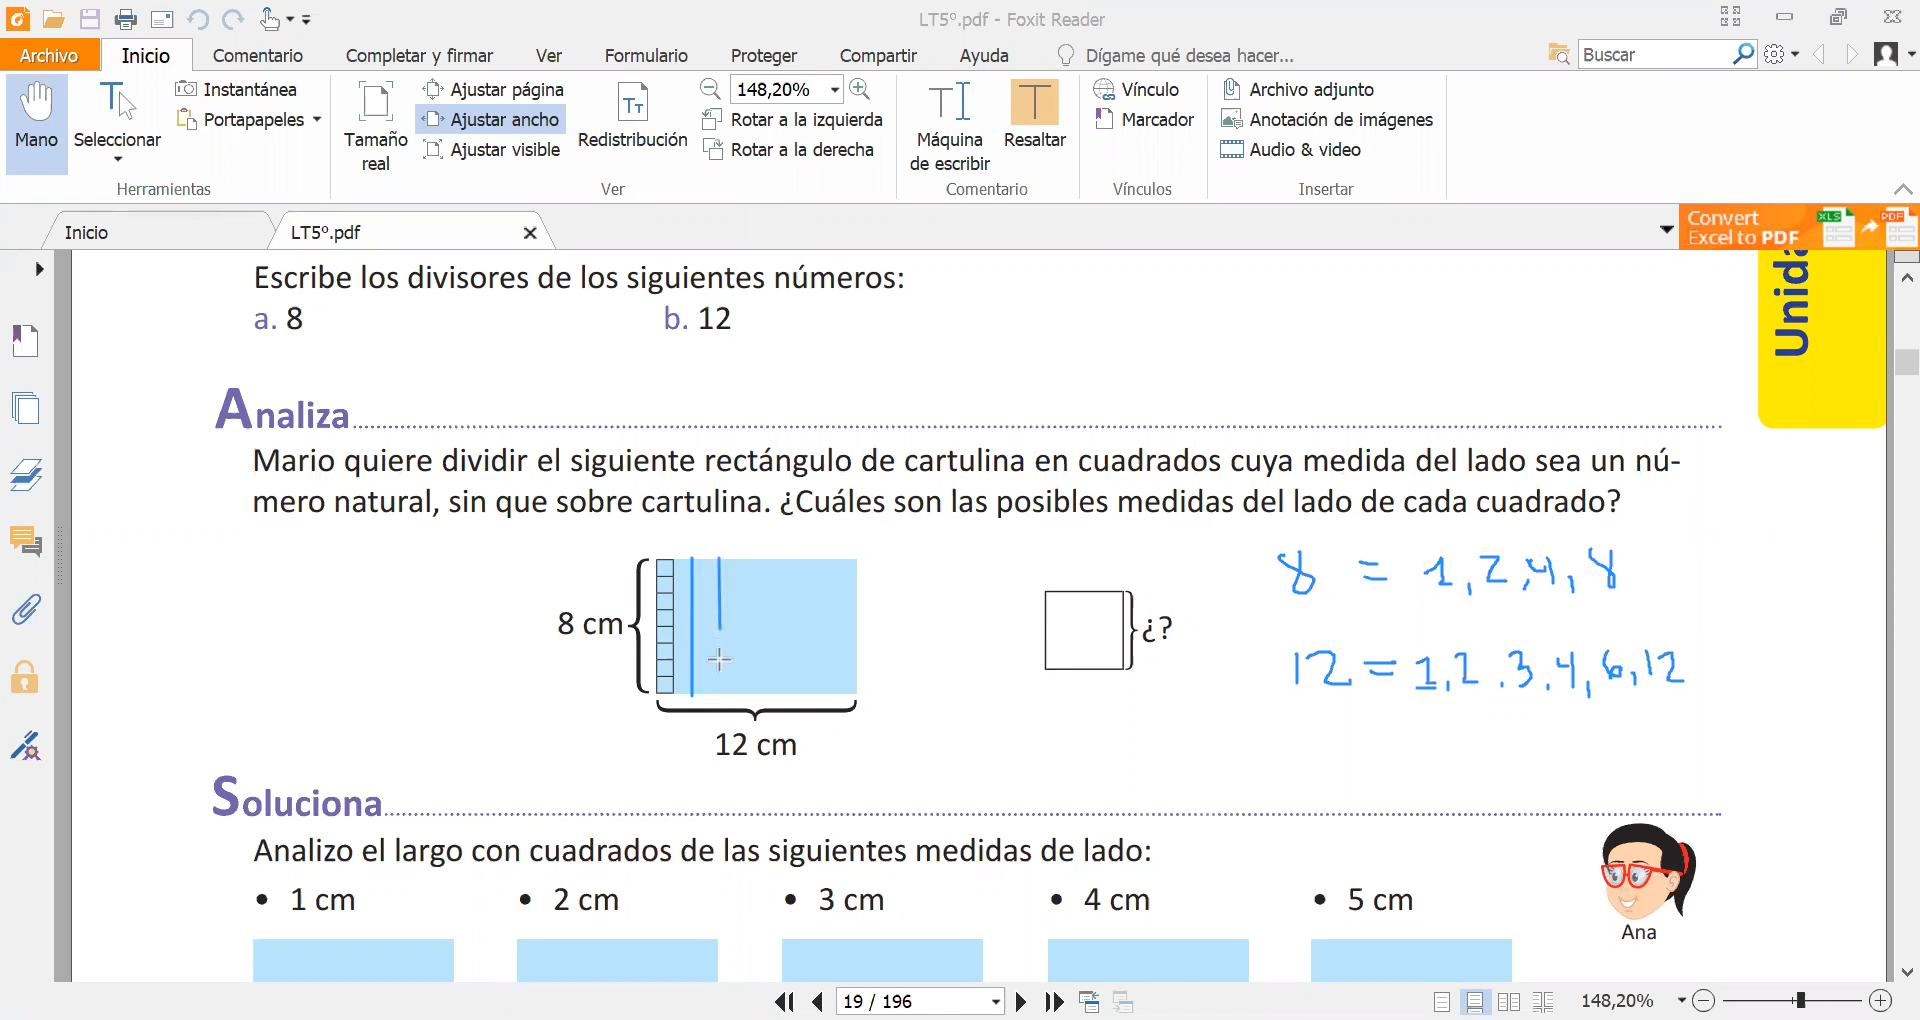 LT5º.pdf - Foxit Reader
Archivo
Inicio
Comentario
Completar y firmar
Ver
Formulario
Proteger
Compartir
Ayuda
Dígame qué desea hacer...
Buscar
Mano
Seleccionar
Instantánea
Portapapeles
Herramientas
Tamaño
real
Ajustar página
Ajustar ancho
Ajustar visible
Redistribución
148,20%
Rotar a la izquierda
Rotar a la derecha
Ver
Máquina
de escribir
Resaltar
Comentario
Vínculo
Marcador
Vínculos
Archivo adjunto
Anotación de imágenes
Audio & video
Insertar
Inicio
LT5º.pdf
Convert
Excel to PDF
XLS
PDF
Unida
Escribe los divisores de los siguientes números:
a. 8 b. 12
Analiza
Mario quiere dividir el siguiente rectángulo de cartulina en cuadrados cuya medida del lado sea un nú-
mero natural, sin que sobre cartulina. ¿Cuáles son las posibles medidas del lado de cada cuadrado?
8 cm
12 cm
¿?
8 = 1, 2, 4, 8
12 = 1, 2 . 3. 4, 6, 12
Soluciona
Analizo el largo con cuadrados de las siguientes medidas de lado:
• 1 cm • 2 cm • 3 cm • 4 cm • 5 cm
Ana
19 / 196
148,20%